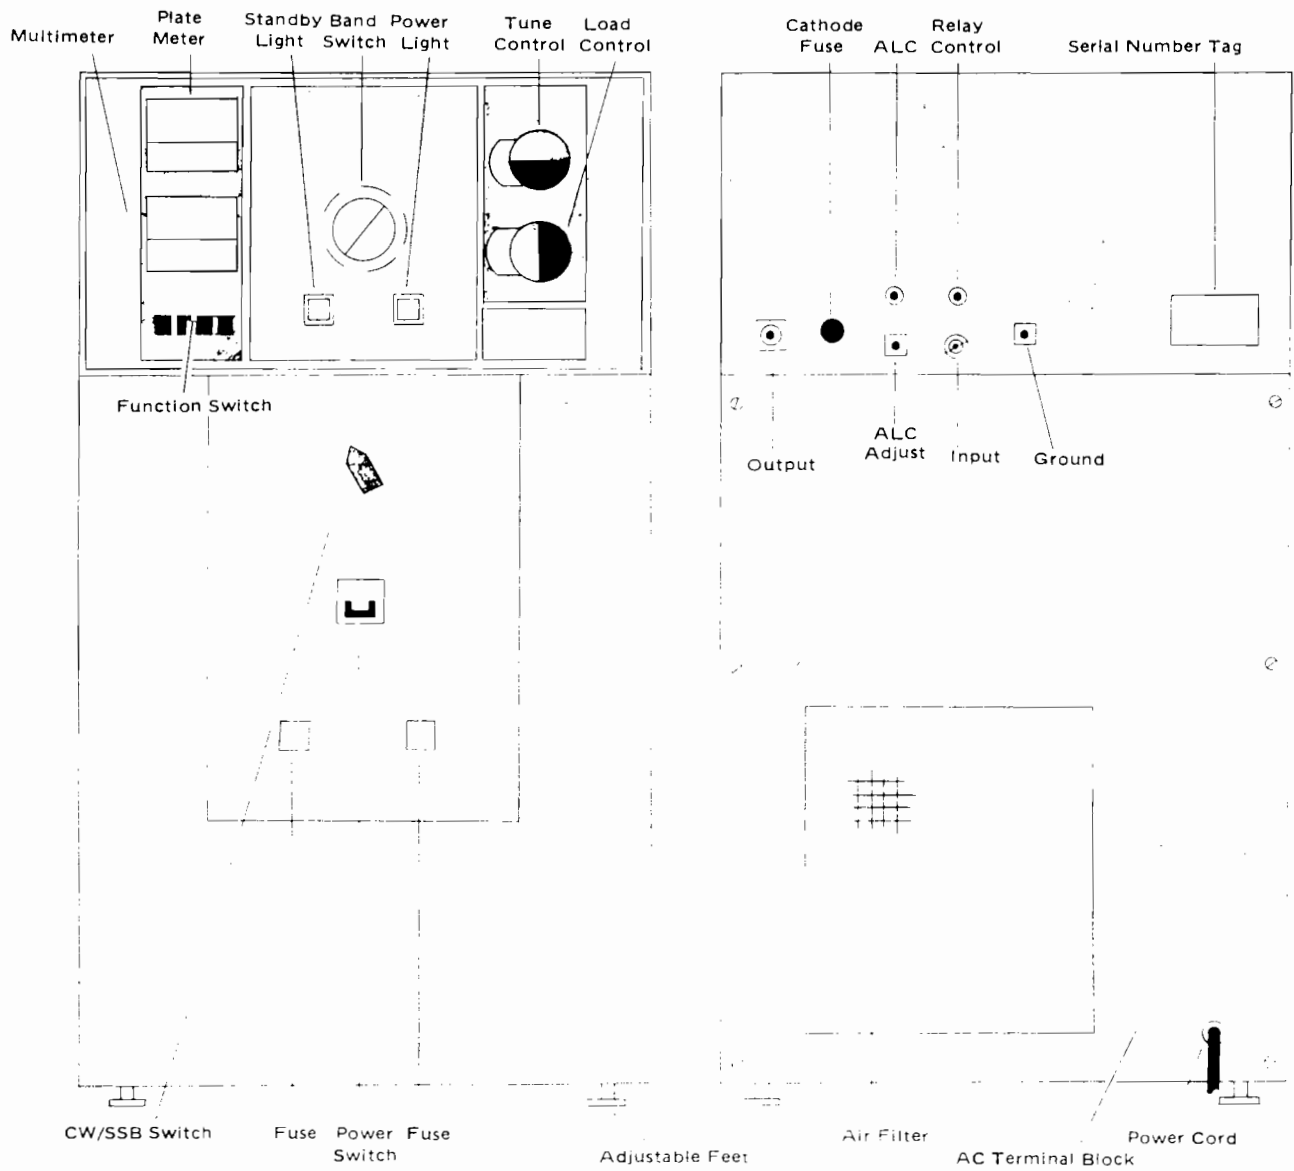 Multimeter
Plate
Meter
Standby
Light
Band
Switch
Power
Light
Tune
Control
Load
Control
Cathode
Fuse
ALC
Relay
Control
Serial Number Tag
Function Switch
Output
ALC
Adjust
Input
Ground
CW/SSB Switch
Fuse
Power
Switch
Fuse
Adjustable Feet
Air Filter
AC Terminal Block
Power Cord